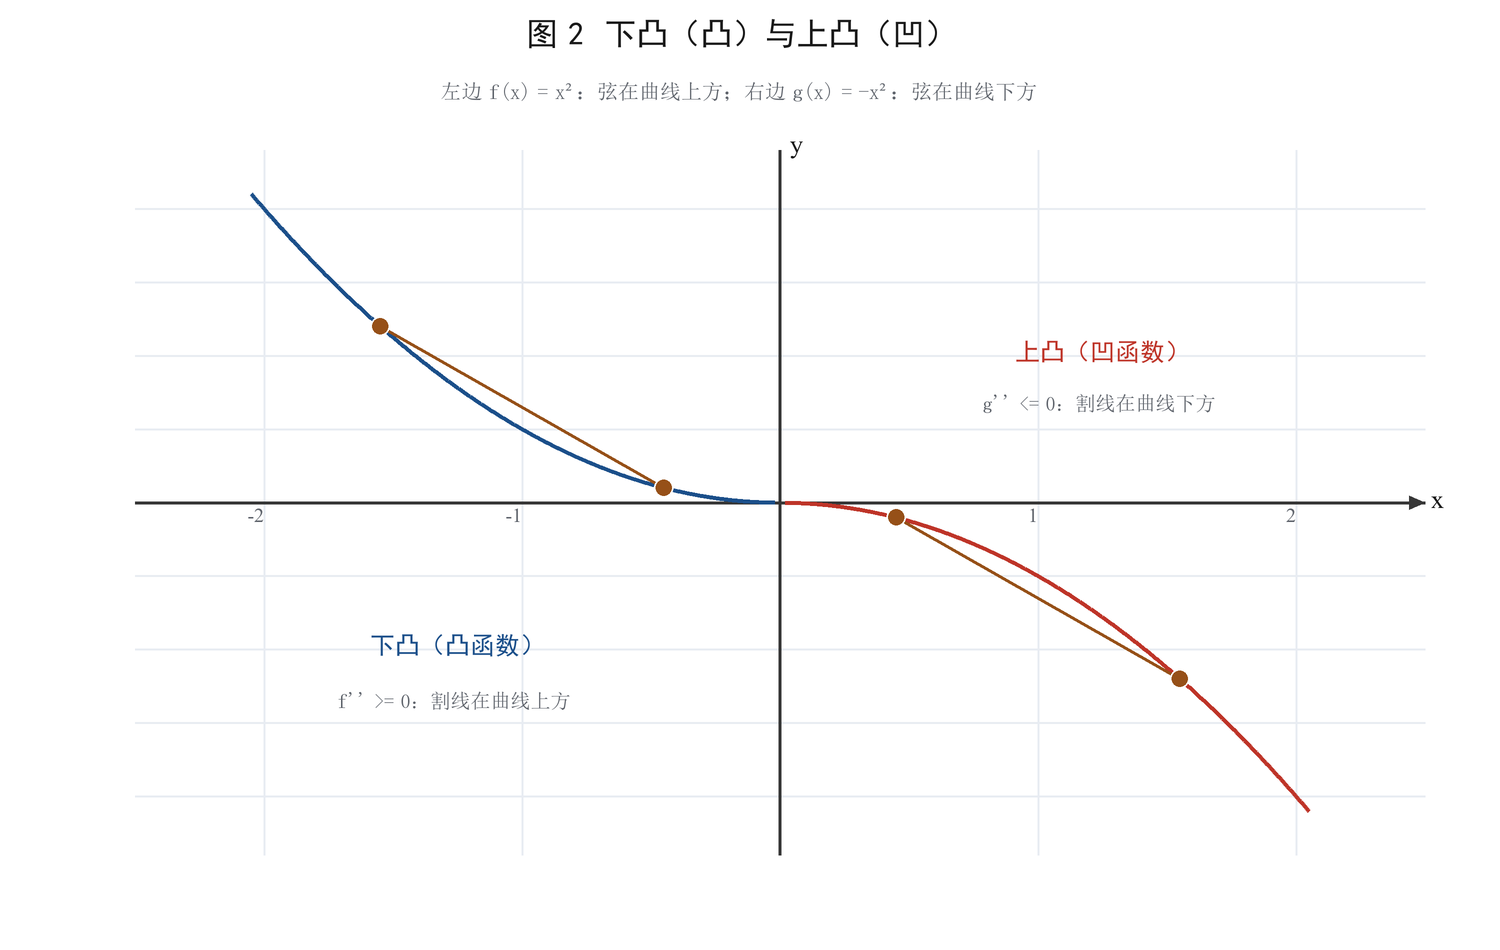 图 2 下凸（凸）与上凸（凹）
左边 f(x) = x²：弦在曲线上方；右边 g(x) = −x²：弦在曲线下方
y
上凸（凹函数）
g'' <= 0：割线在曲线下方
x
-2
-1
1
2
下凸（凸函数）
f'' >= 0：割线在曲线上方